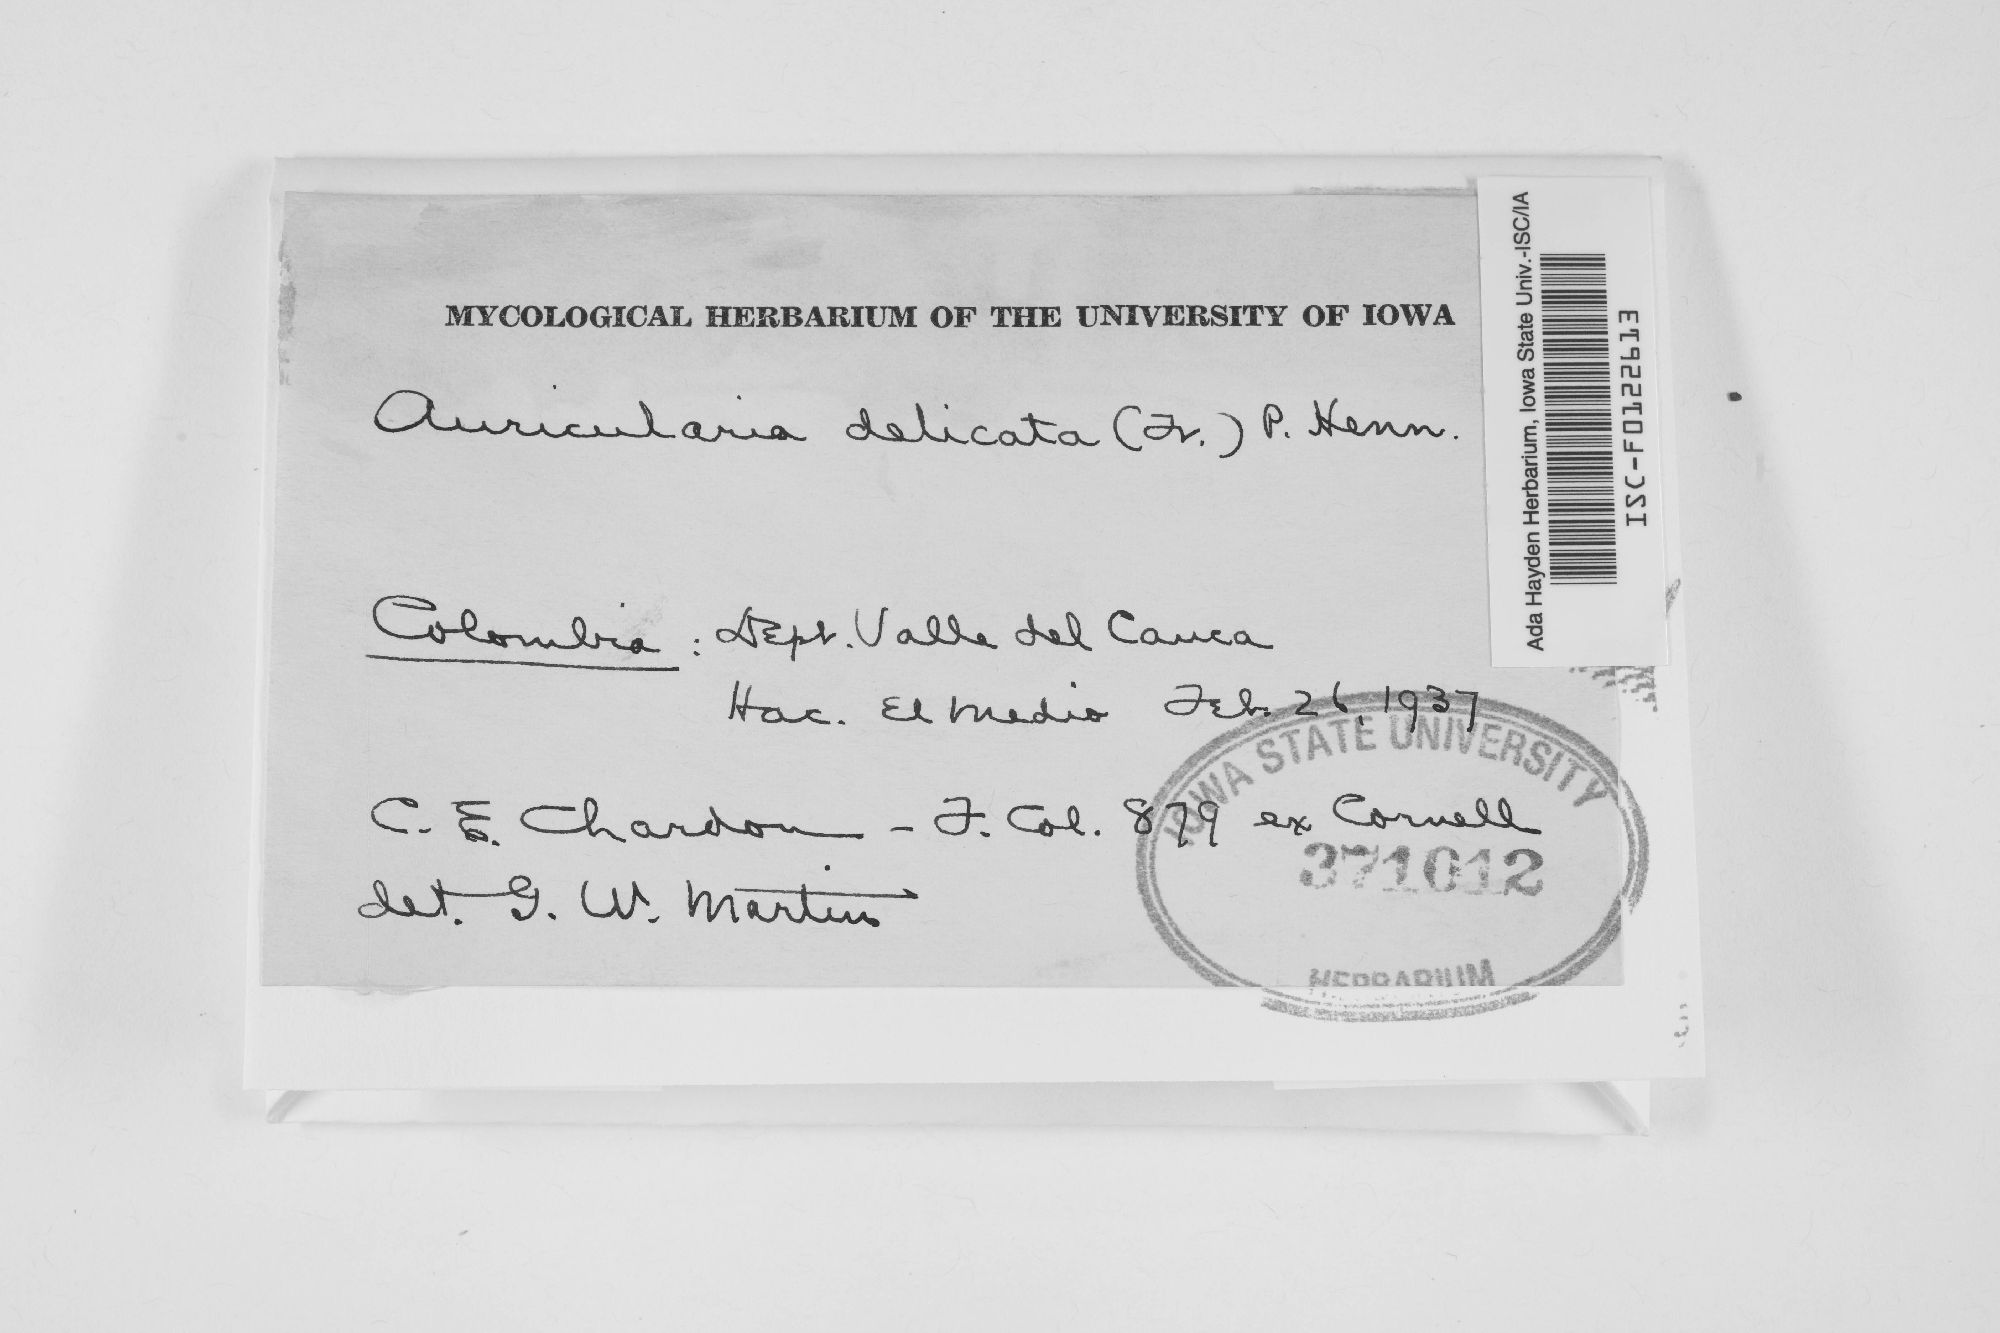 MYCOLOGICAL HERBARIUM OF THE UNIVERSITY OF IOWA
Auricularia delicata (Fr.) P. Henn.
Colombia : Dept. Valle del Cauca
Hac. El Medio Feb. 26, 1937
C. E. Chardon - F. Col. 879 ex Cornell
det. G. W. Martin
IOWA STATE UNIVERSITY
371012
HERBARIUM
Ada Hayden Herbarium, Iowa State Univ.-ISC/IA
ISC-F0122613